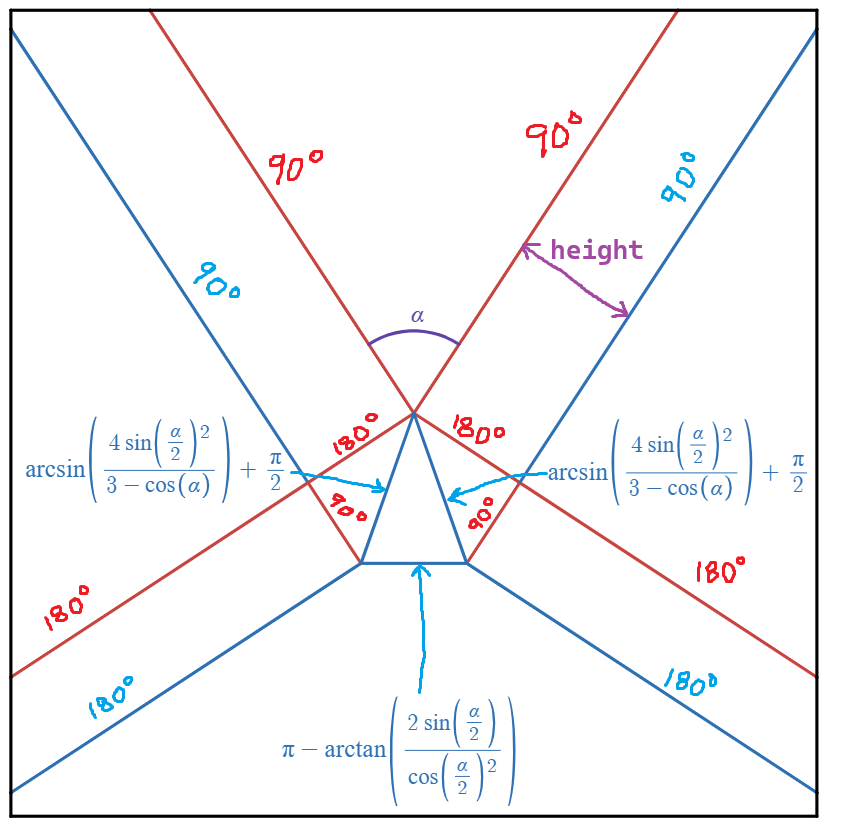 90°
90°
90°
height
90°
α
180°
180°
arcsin(4 sin(α/2)²/(3 − cos(α))) + π/2
arcsin(4 sin(α/2)²/(3 − cos(α))) + π/2
90°
90°
180°
180°
180°
180°
π − arctan(2 sin(α/2)/cos(α/2)²)